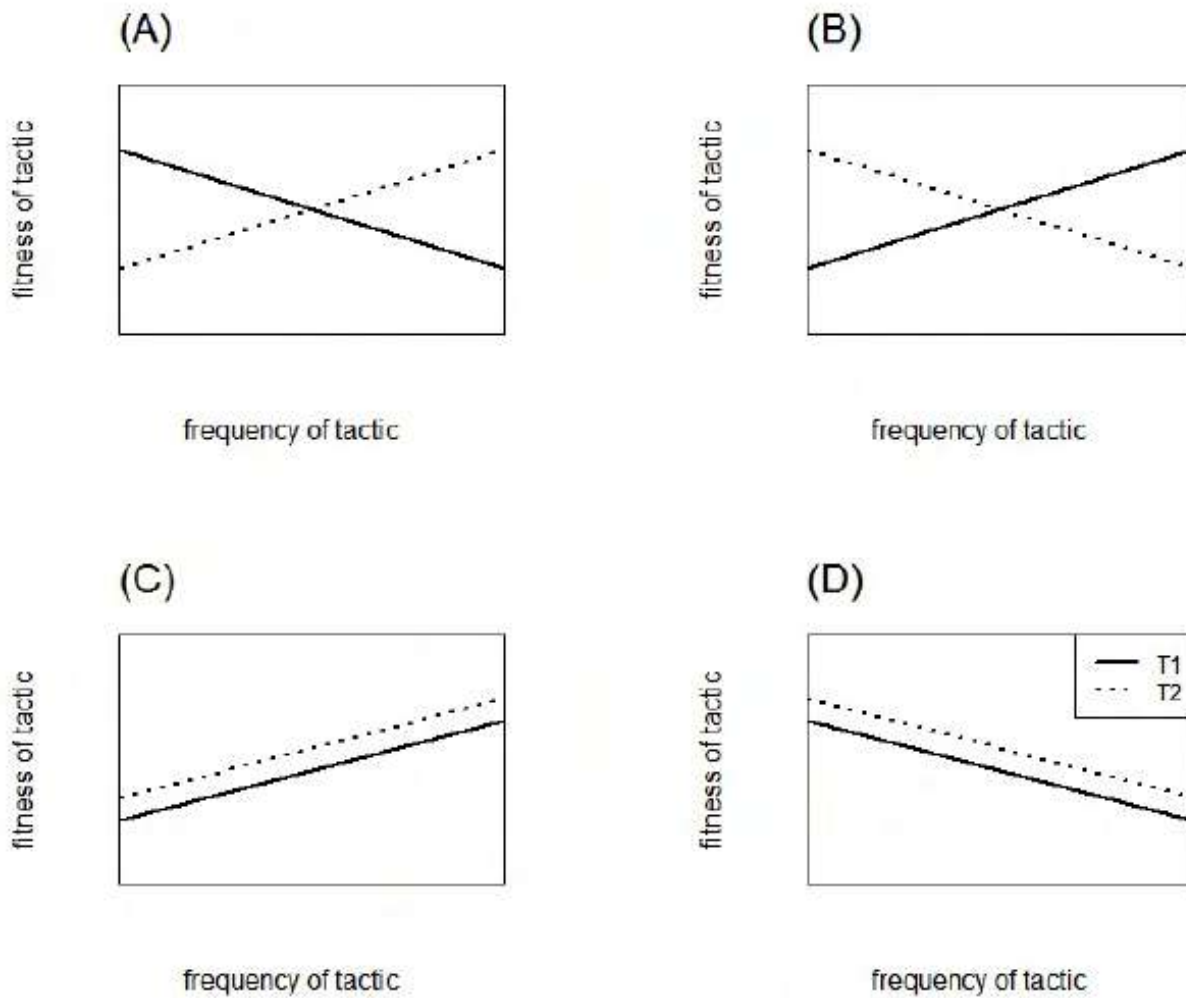 (A)
fitness of tactic
frequency of tactic
(B)
fitness of tactic
frequency of tactic
(C)
fitness of tactic
frequency of tactic
(D)
fitness of tactic
T1
T2
frequency of tactic